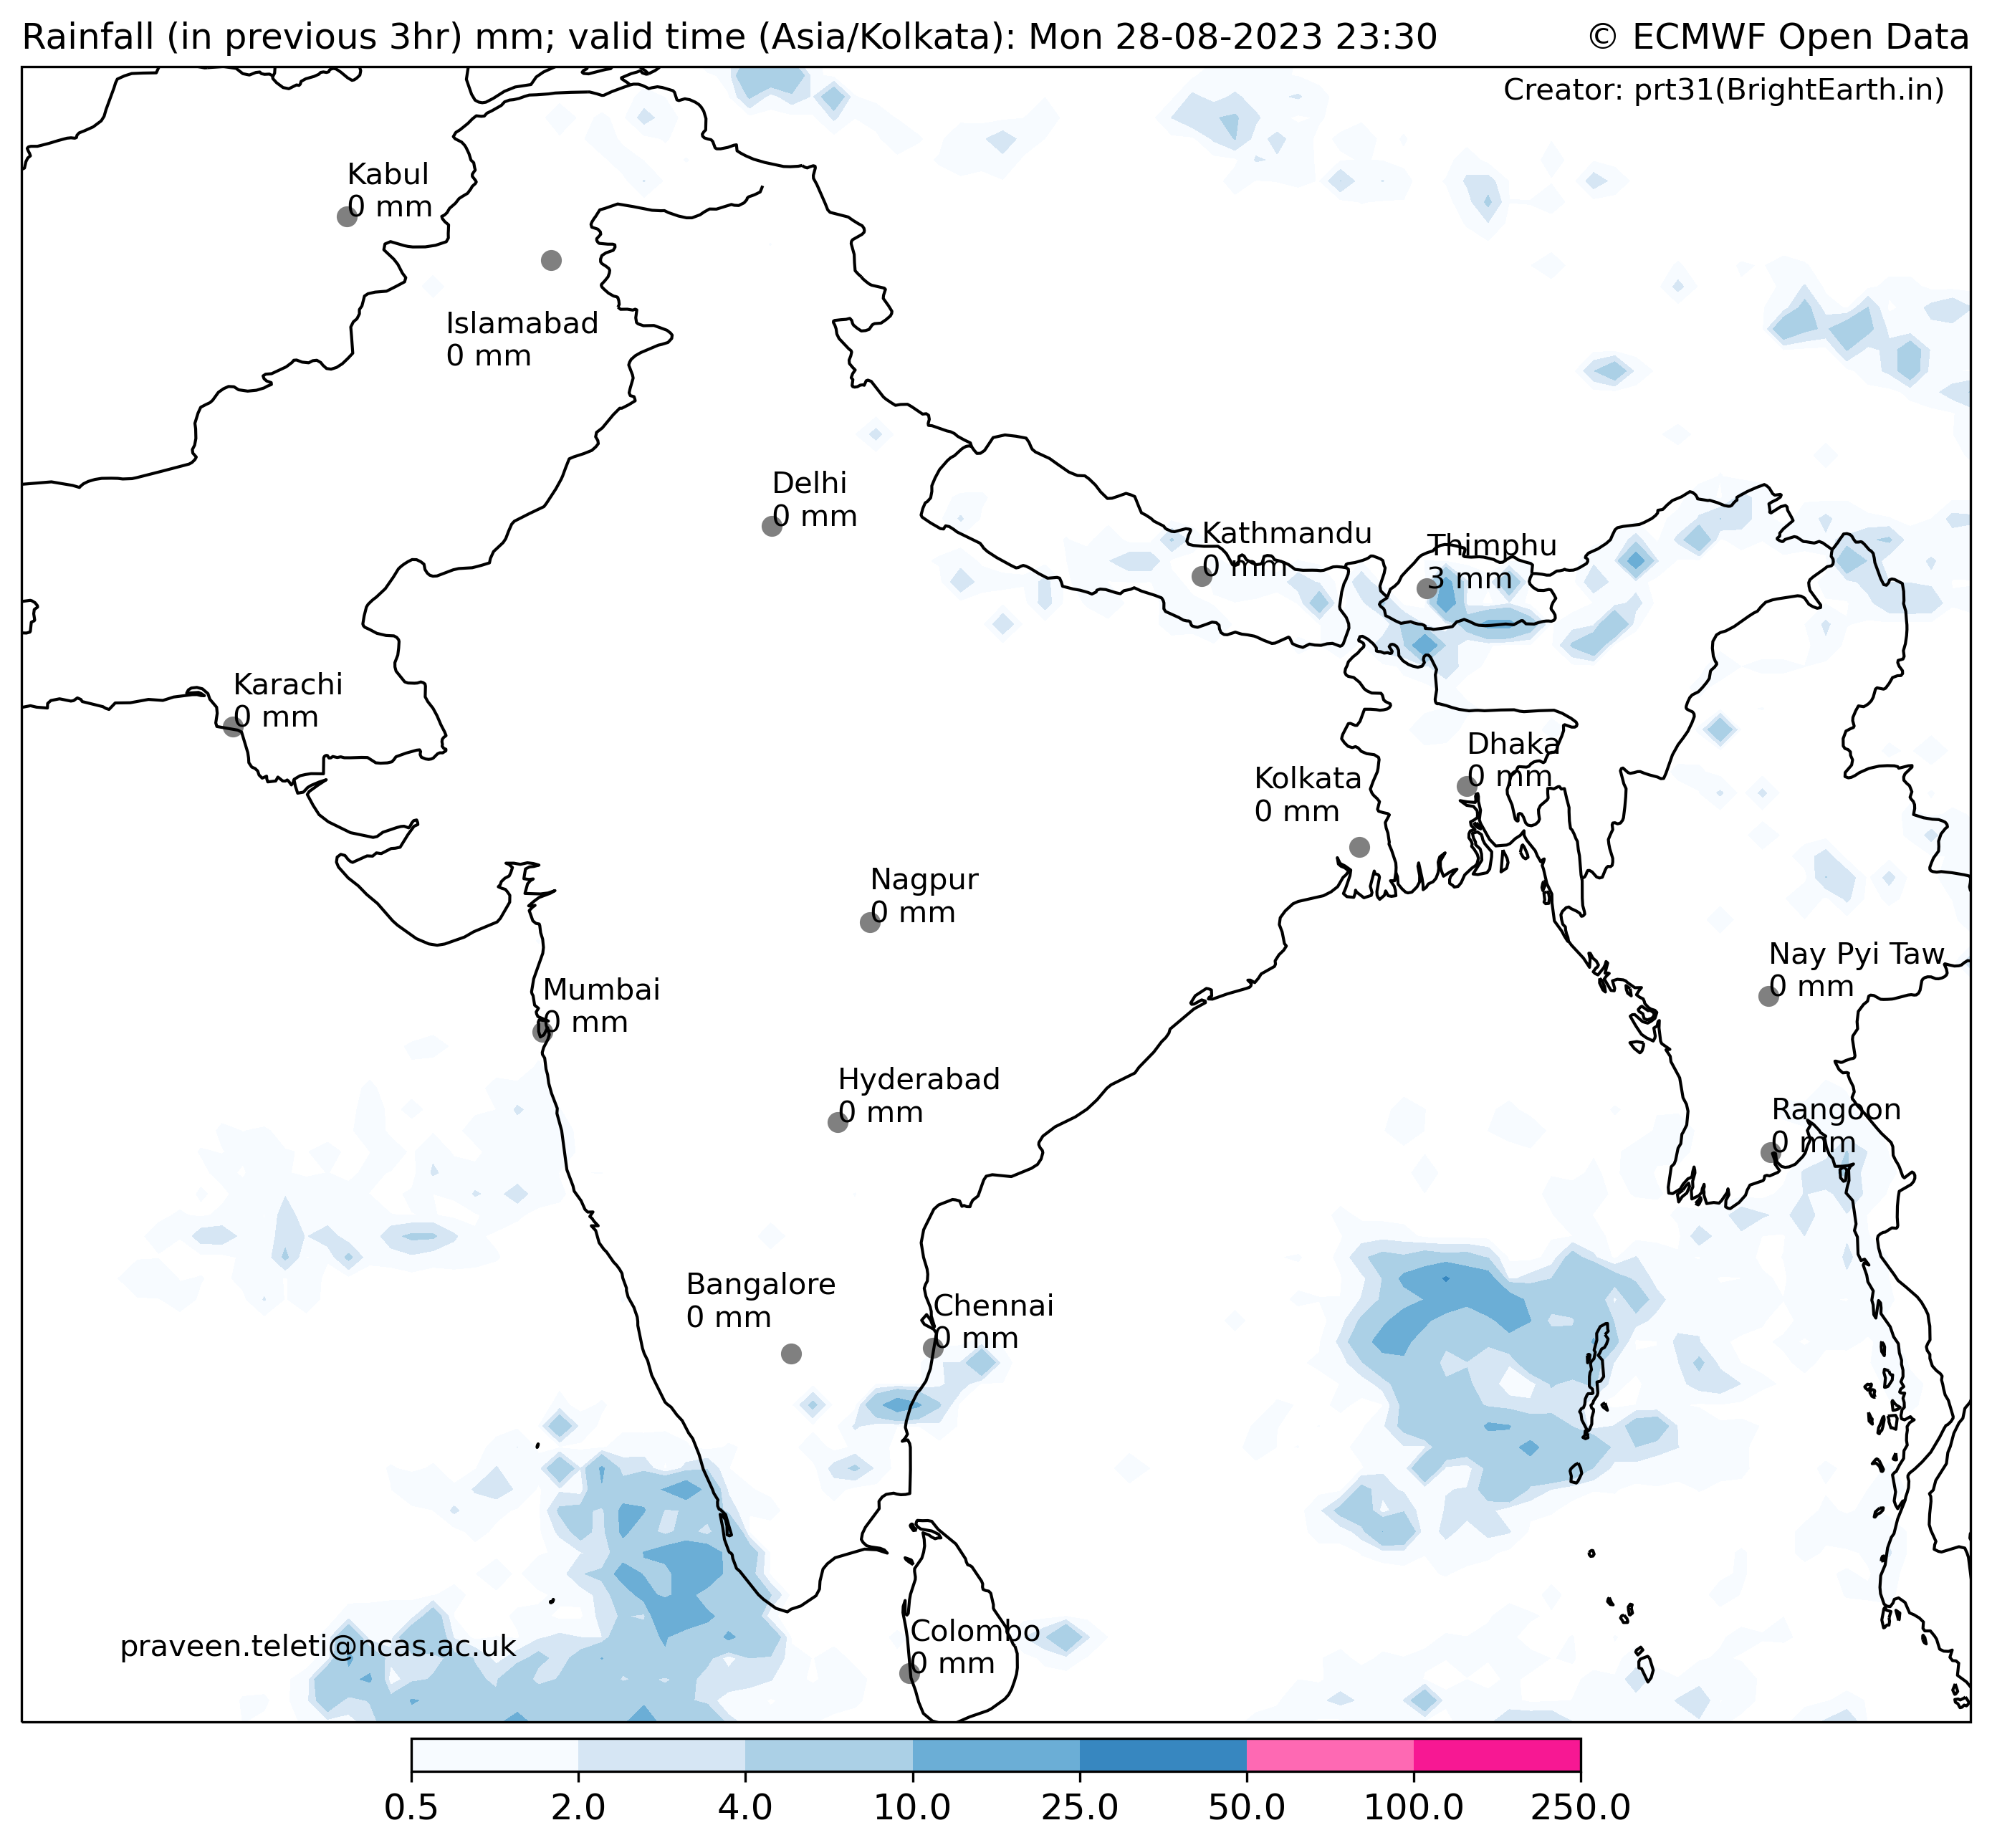 Rainfall (in previous 3hr) mm; valid time (Asia/Kolkata): Mon 28-08-2023 23:30 © ECMWF Open Data
Creator: prt31(BrightEarth.in)
Kabul
0 mm
Islamabad
0 mm
Delhi
0 mm
Kathmandu
0 mm
Thimphu
3 mm
Karachi
0 mm
Dhaka
0 mm
Kolkata
0 mm
Nagpur
0 mm
Nay Pyi Taw
0 mm
Mumbai
0 mm
Hyderabad
0 mm
Rangoon
0 mm
Bangalore
0 mm
Chennai
0 mm
Colombo
0 mm
praveen.teleti@ncas.ac.uk
0.5 2.0 4.0 10.0 25.0 50.0 100.0 250.0